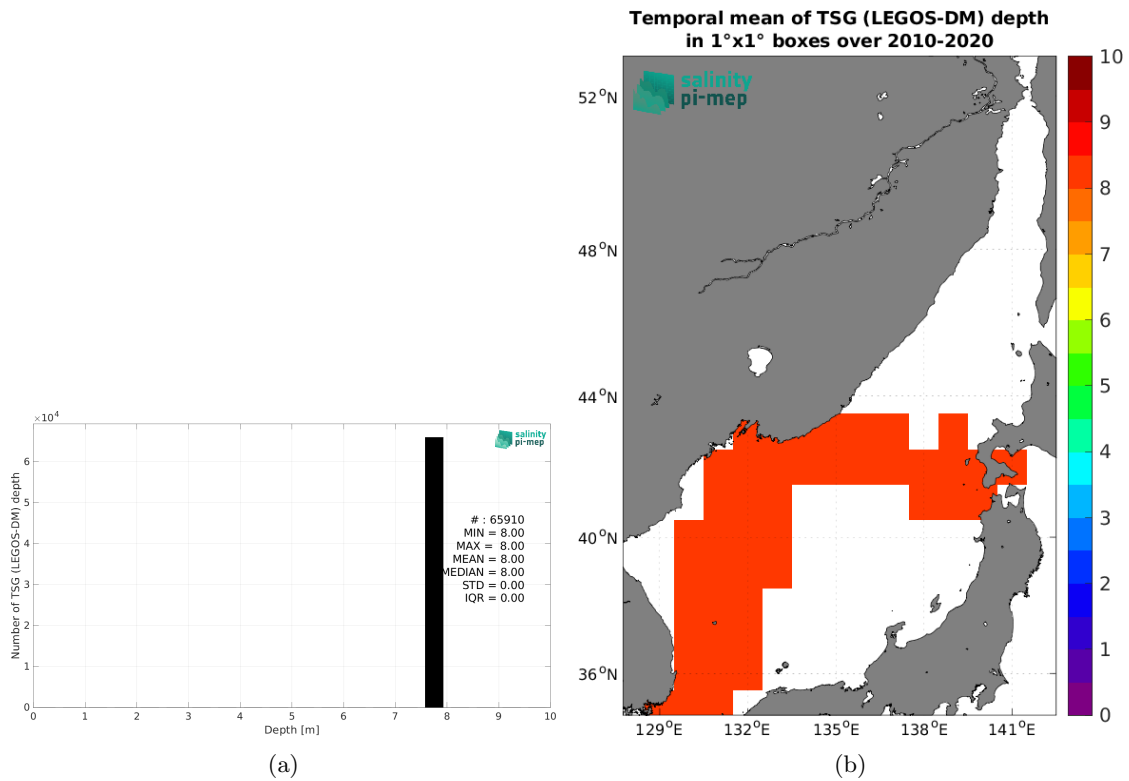 ×10⁴
6
5
4
3
2
1
0
Number of TSG (LEGOS-DM) depth
salinity
pi-mep
# : 65910
MIN = 8.00
MAX = 8.00
MEAN = 8.00
MEDIAN = 8.00
STD = 0.00
IQR = 0.00
0 1 2 3 4 5 6 7 8 9 10
Depth [m]
(a)
Temporal mean of TSG (LEGOS-DM) depth
in 1°x1° boxes over 2010-2020
salinity
pi-mep
52°N
48°N
44°N
40°N
36°N
129°E 132°E 135°E 138°E 141°E
10
9
8
7
6
5
4
3
2
1
0
(b)